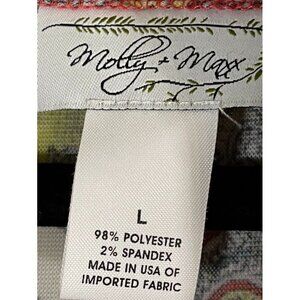 Molly + Maxx
L
98% POLYESTER
2% SPANDEX
MADE IN USA OF
IMPORTED FABRIC